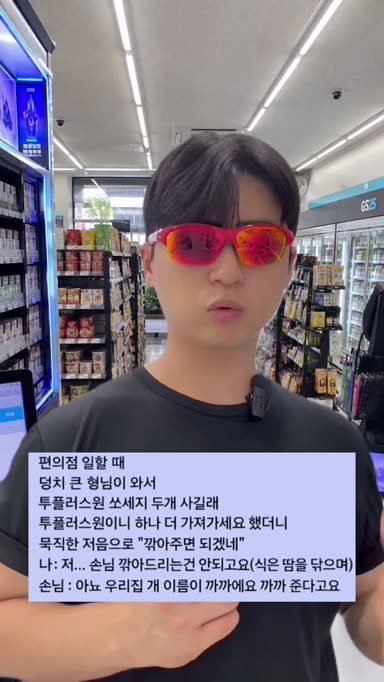 GS25
편의점 일할 때
덩치 큰 형님이 와서
투플러스원 쏘세지 두개 사길래
투플러스원이니 하나 더 가져가세요 했더니
묵직한 저음으로 "깎아주면 되겠네"
나 : 저... 손님 깎아드리는건 안되고요(식은 땀을 닦으며)
손님 : 아뇨 우리집 개 이름이 까까에요 까까 준다고요